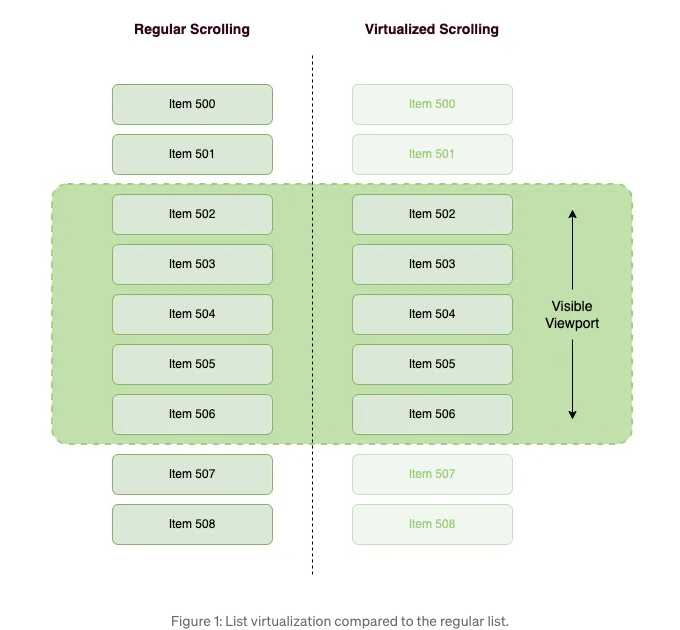 Regular Scrolling
Virtualized Scrolling
Item 500
Item 500
Item 501
Item 501
Item 502
Item 502
Item 503
Item 503
Item 504
Item 504
Visible
Viewport
Item 505
Item 505
Item 506
Item 506
Item 507
Item 507
Item 508
Item 508
Figure 1: List virtualization compared to the regular list.